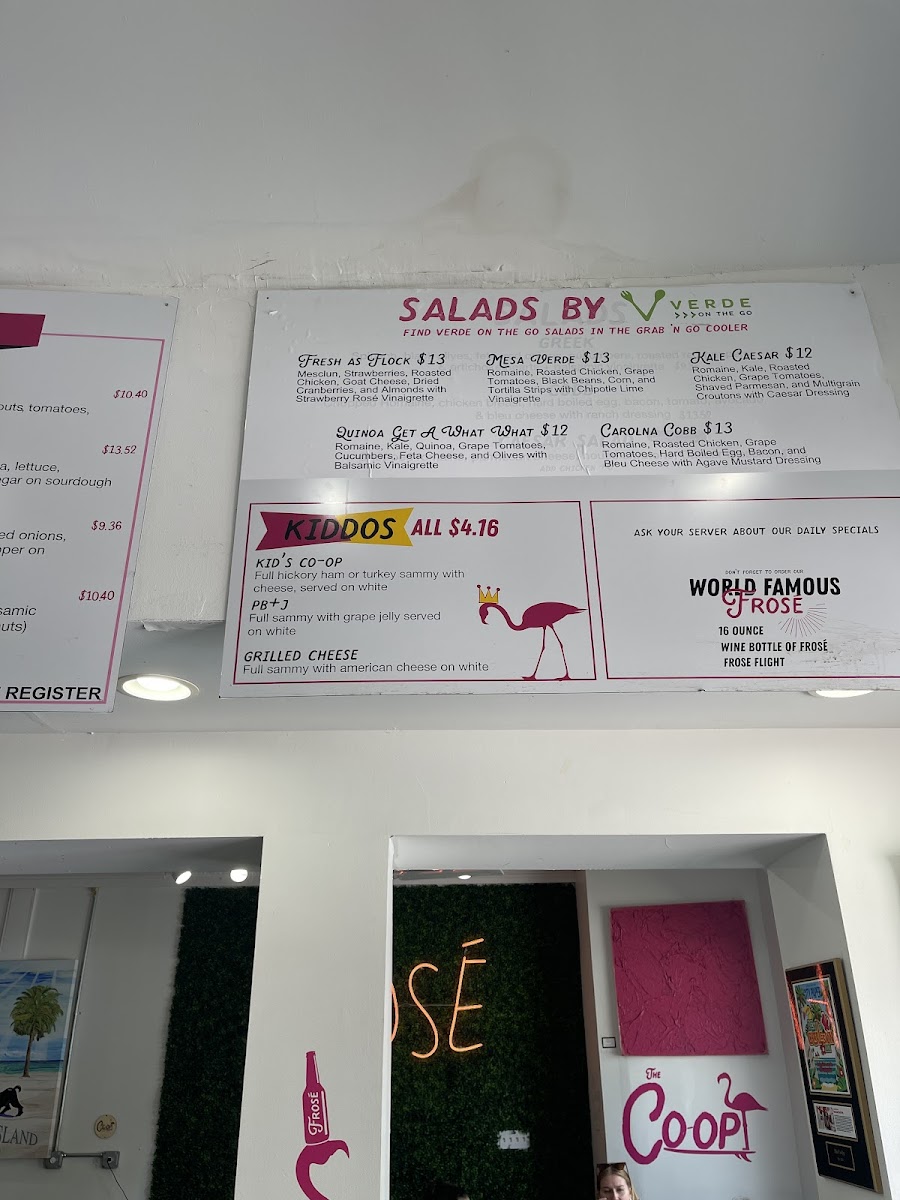 $10.40
outs, tomatoes,
$13.52
a, lettuce,
egar on sourdough
$9.36
ed onions,
pper on
$10.40
samic
nuts)
REGISTER
SALADS BY
VERDE
>>>ON THE GO
FIND VERDE ON THE GO SALADS IN THE GRAB 'N GO COOLER
GREEK
FRESH AS FLOCK $13
Mesclun, Strawberries, Roasted
Chicken, Goat Cheese, Dried
Cranberries, and Almonds with
Strawberry Rosé Vinaigrette
MESA VERDE $13
Romaine, Roasted Chicken, Grape
Tomatoes, Black Beans, Corn, and
Tortilla Strips with Chipotle Lime
Vinaigrette
KALE CAESAR $12
Romaine, Kale, Roasted
Chicken, Grape Tomatoes,
Shaved Parmesan, and Multigrain
Croutons with Caesar Dressing
QUINOA GET A WHAT WHAT $12
Romaine, Kale, Quinoa, Grape Tomatoes,
Cucumbers, Feta Cheese, and Olives with
Balsamic Vinaigrette
CAROLNA COBB $13
Romaine, Roasted Chicken, Grape
Tomatoes, Hard Boiled Egg, Bacon, and
Bleu Cheese with Agave Mustard Dressing
KIDDOS ALL $4.16
KID'S CO-OP
Full hickory ham or turkey sammy with
cheese, served on white
PB+J
Full sammy with grape jelly served
on white
GRILLED CHEESE
Full sammy with american cheese on white
ASK YOUR SERVER ABOUT OUR DAILY SPECIALS
DON'T FORGET TO ORDER OUR
WORLD FAMOUS
FROSE
16 OUNCE
WINE BOTTLE OF FROSÉ
FROSE FLIGHT
OSÉ
FROSÉ
THE
CO-OP
SLAND